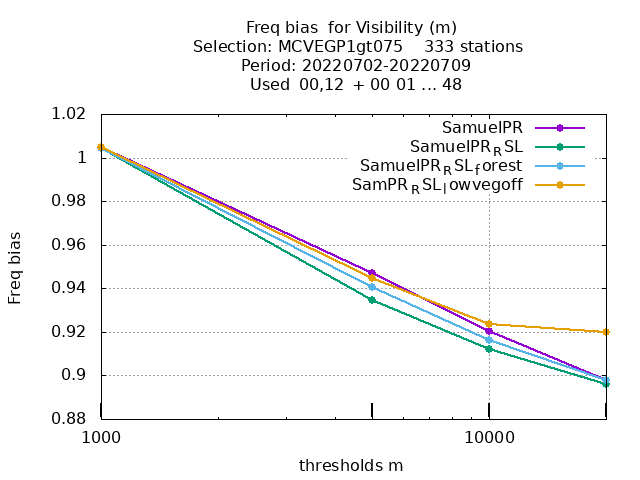 Freq bias for Visibility (m)
Selection: MCVEGP1gt075 333 stations
Period: 20220702-20220709
Used 00,12 + 00 01 ... 48
SamuelPR
SamuelPR_RSL
SamuelPR_RSL_forest
SamPR_RSL_lowvegoff
1.02
1
0.98
0.96
0.94
0.92
0.9
0.88
Freq bias
1000
10000
thresholds m